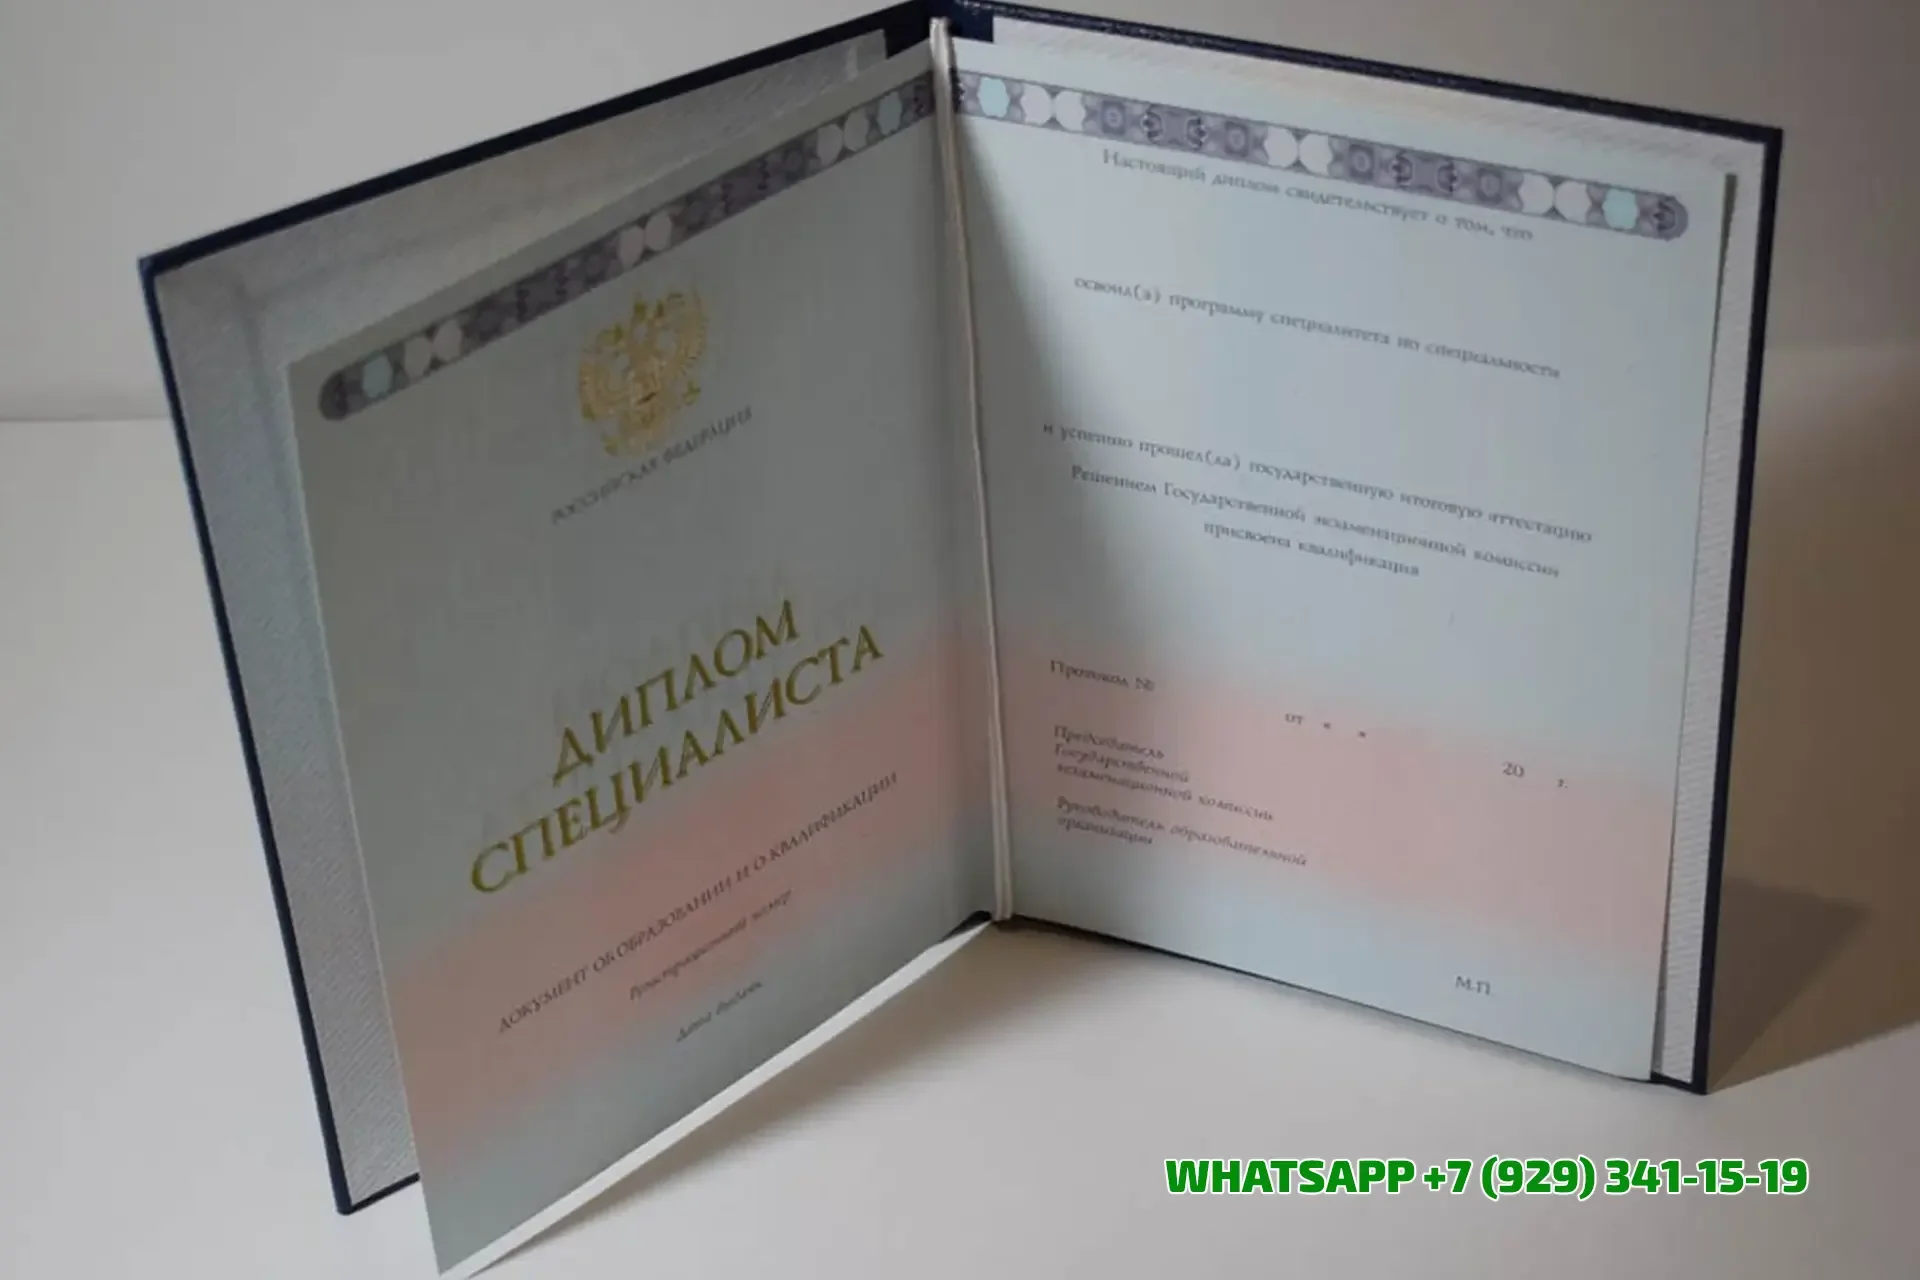 РОССИЙСКАЯ ФЕДЕРАЦИЯ
ДИПЛОМ
СПЕЦИАЛИСТА
ДОКУМЕНТ ОБ ОБРАЗОВАНИИ И О КВАЛИФИКАЦИИ
Регистрационный номер
Дата выдачи
Настоящий диплом свидетельствует о том, что
освоил(а) программу специалитета по специальности
и успешно прошел(ла) государственную итоговую аттестацию
Решением Государственной экзаменационной комиссии
присвоена квалификация
Протокол №
от « »
20 г.
Председатель
Государственной
экзаменационной комиссии
Руководитель образовательной
организации
М.П.
WHATSAPP +7 (929) 341-15-19